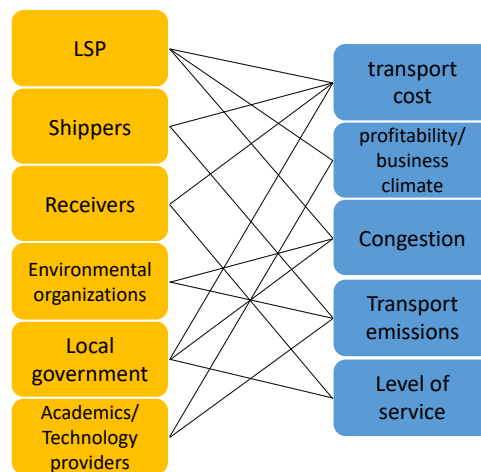 LSP
Shippers
Receivers
Environmental
organizations
Local
government
Academics/
Technology
providers
transport
cost
profitability/
business
climate
Congestion
Transport
emissions
Level of
service